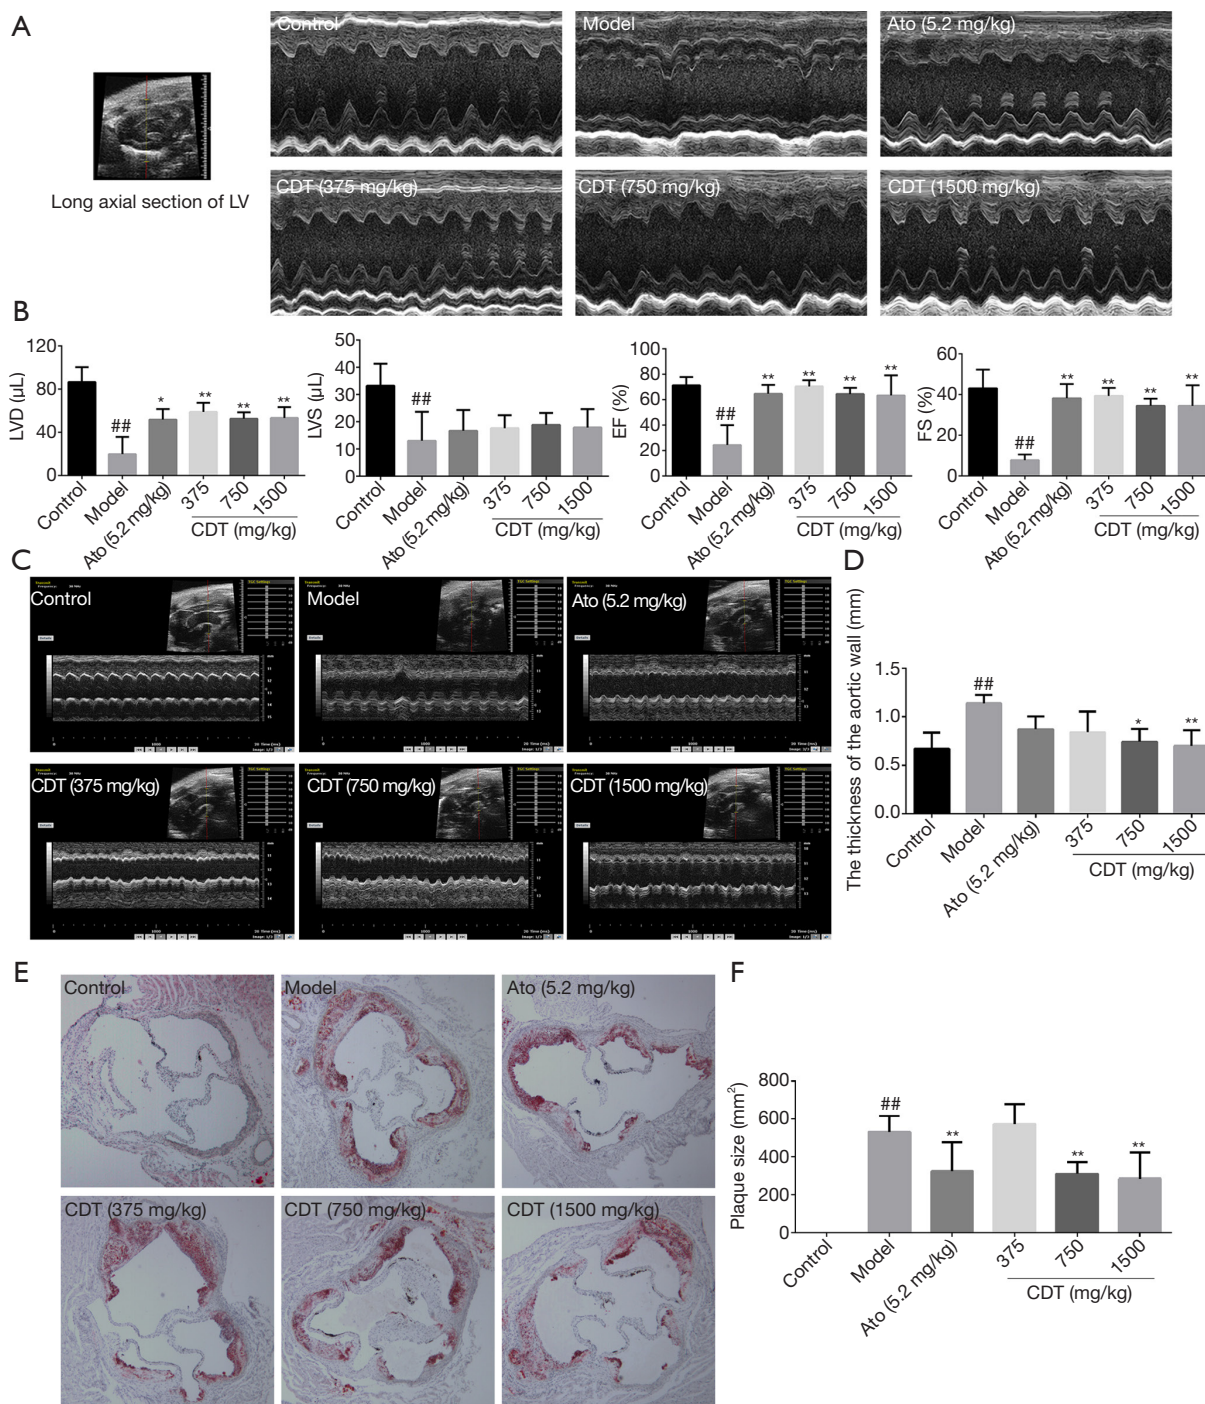 A
Control
Model
Ato (5.2 mg/kg)
Long axial section of LV
CDT (375 mg/kg)
CDT (750 mg/kg)
CDT (1500 mg/kg)
B
LVD (µL)
120
80
40
0
##
*
**
**
**
Control
Model
Ato (5.2 mg/kg)
375
750
1500
CDT (mg/kg)
LVS (µL)
50
40
30
20
10
0
##
Control
Model
Ato (5.2 mg/kg)
375
750
1500
CDT (mg/kg)
EF (%)
100
80
60
40
20
0
##
**
**
**
**
Control
Model
Ato (5.2 mg/kg)
375
750
1500
CDT (mg/kg)
FS (%)
60
40
20
0
##
**
**
**
**
Control
Model
Ato (5.2 mg/kg)
375
750
1500
CDT (mg/kg)
C
Control
Model
Ato (5.2 mg/kg)
CDT (375 mg/kg)
CDT (750 mg/kg)
CDT (1500 mg/kg)
D
The thickness of the aortic wall (mm)
1.5
1.0
0.5
0.0
##
*
**
Control
Model
Ato (5.2 mg/kg)
375
750
1500
CDT (mg/kg)
E
Control
Model
Ato (5.2 mg/kg)
CDT (375 mg/kg)
CDT (750 mg/kg)
CDT (1500 mg/kg)
F
Plaque size (mm²)
800
600
400
200
0
##
**
**
**
Control
Model
Ato (5.2 mg/kg)
375
750
1500
CDT (mg/kg)